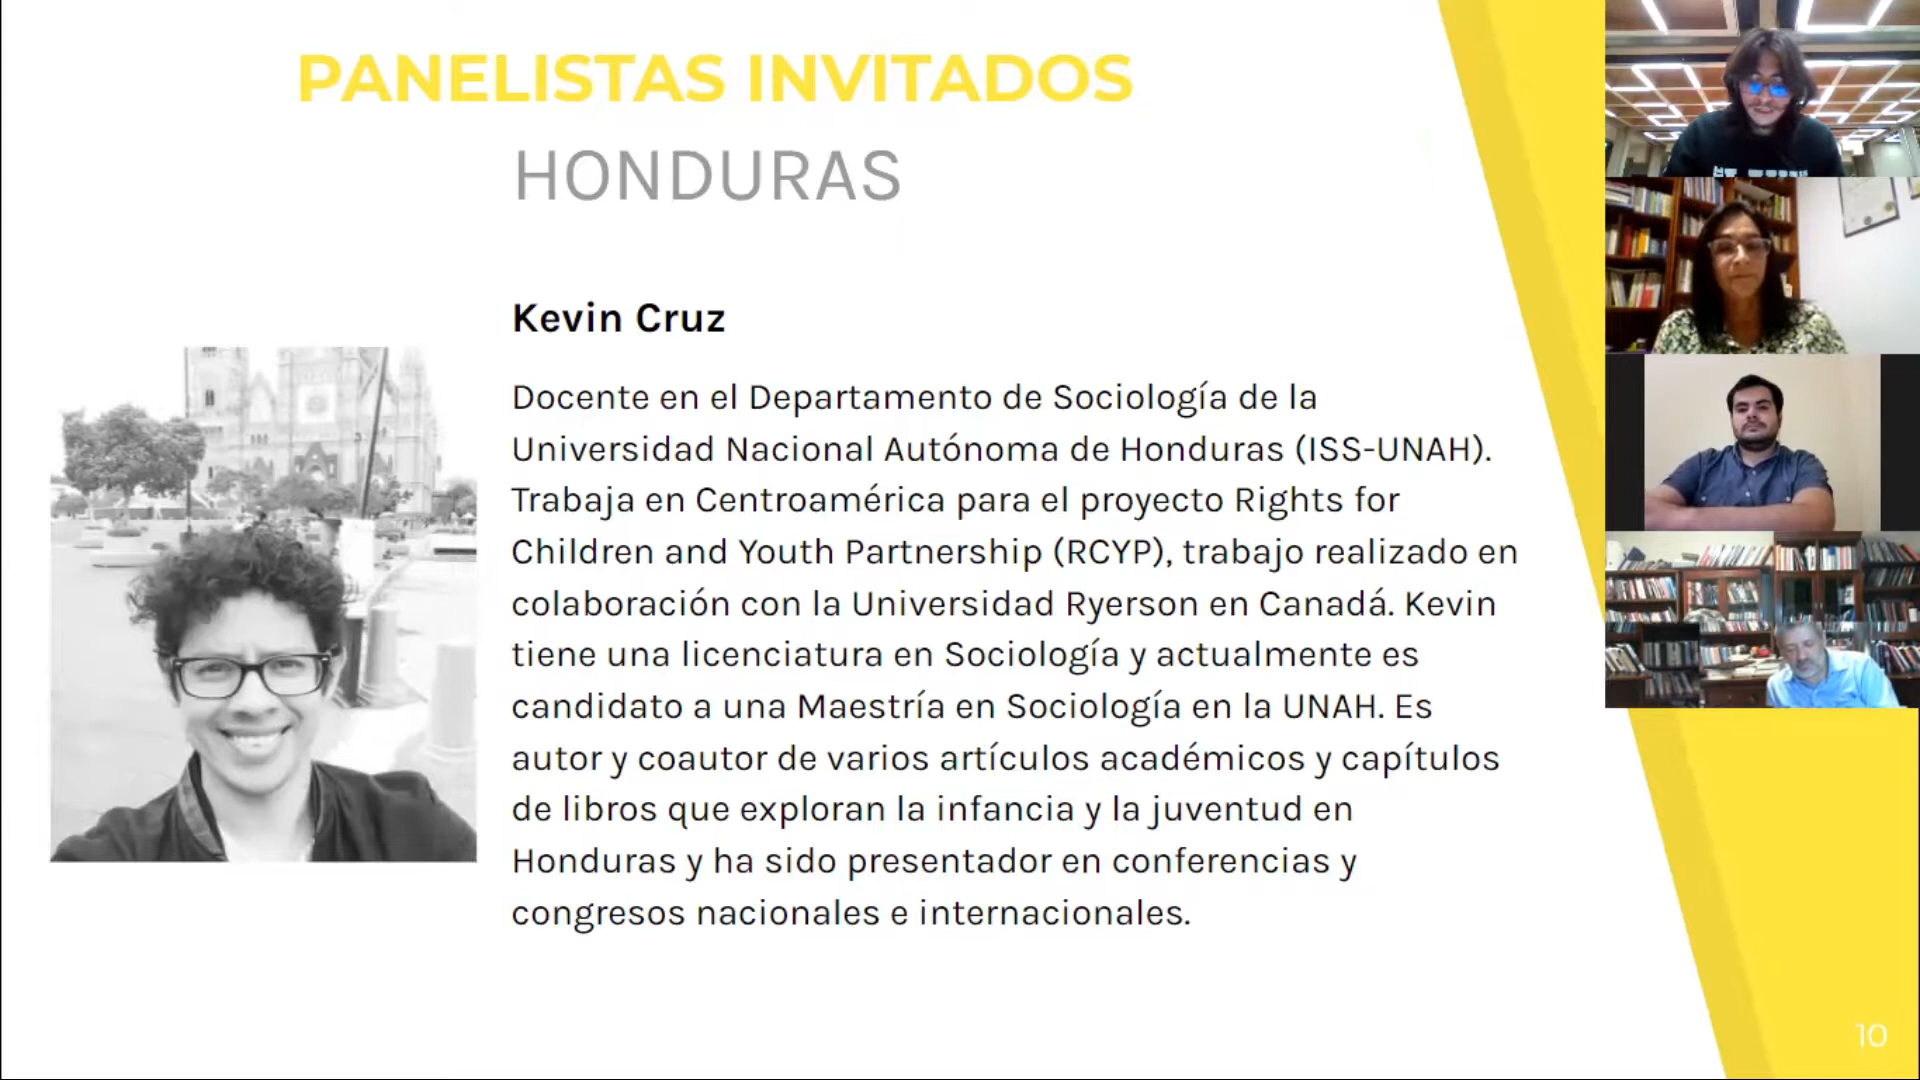 PANELISTAS INVITADOS
HONDURAS
Kevin Cruz
Docente en el Departamento de Sociología de la
Universidad Nacional Autónoma de Honduras (ISS-UNAH).
Trabaja en Centroamérica para el proyecto Rights for
Children and Youth Partnership (RCYP), trabajo realizado en
colaboración con la Universidad Ryerson en Canadá. Kevin
tiene una licenciatura en Sociología y actualmente es
candidato a una Maestría en Sociología en la UNAH. Es
autor y coautor de varios artículos académicos y capítulos
de libros que exploran la infancia y la juventud en
Honduras y ha sido presentador en conferencias y
congresos nacionales e internacionales.
10